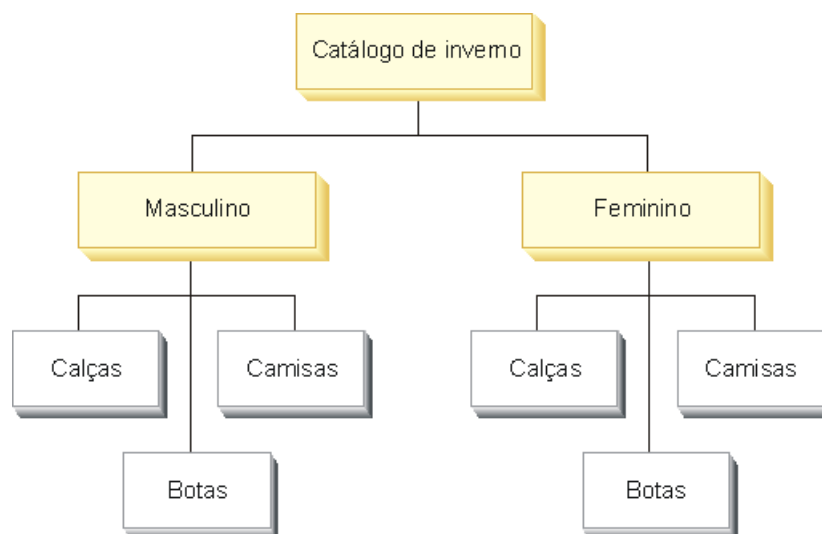 Catálogo de inverno
Masculino
Feminino
Calças
Camisas
Calças
Camisas
Botas
Botas